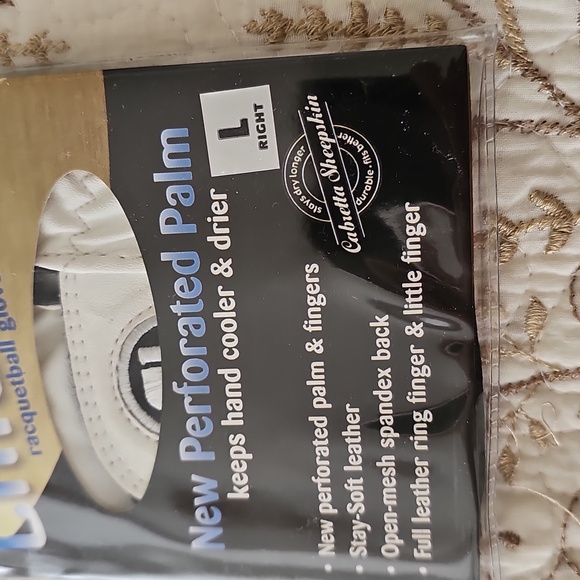 racquetball glove
New Perforated Palm
keeps hand cooler & drier
L
RIGHT
stays dry longer
Cabretta Sheepskin
durable • fits better
• New perforated palm & fingers
• Stay-Soft leather
• Open-mesh spandex back
• Full leather ring finger & little finger